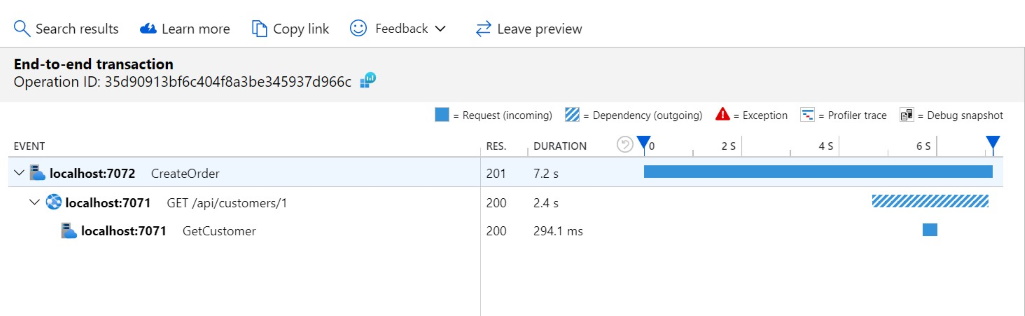 Search results Learn more Copy link Feedback Leave preview
End-to-end transaction
Operation ID: 35d90913bf6c404f8a3be345937d966c
= Request (incoming) = Dependency (outgoing) = Exception = Profiler trace = Debug snapshot
EVENT RES. DURATION 0 2 S 4 S 6 S
localhost:7072 CreateOrder 201 7.2 s
localhost:7071 GET /api/customers/1 200 2.4 s
localhost:7071 GetCustomer 200 294.1 ms